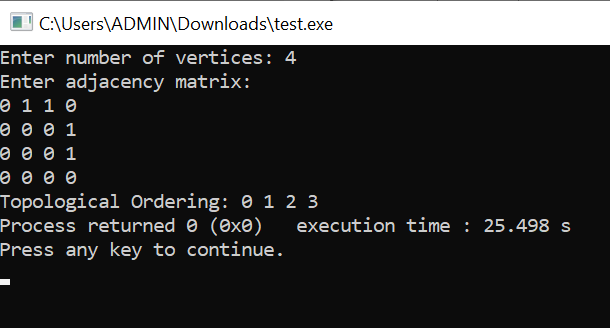 C:\Users\ADMIN\Downloads\test.exe
Enter number of vertices: 4
Enter adjacency matrix:
0 1 1 0
0 0 0 1
0 0 0 1
0 0 0 0
Topological Ordering: 0 1 2 3
Process returned 0 (0x0)   execution time : 25.498 s
Press any key to continue.